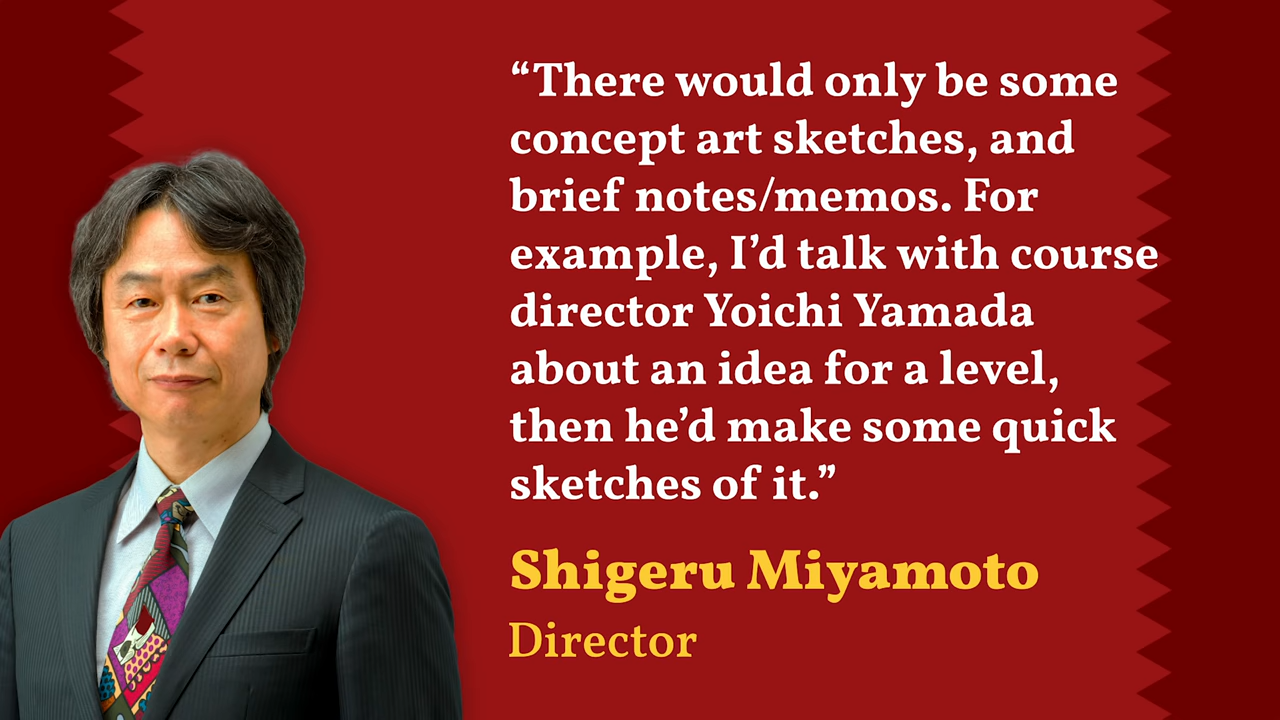 “There would only be some
concept art sketches, and
brief notes/memos. For
example, I’d talk with course
director Yoichi Yamada
about an idea for a level,
then he’d make some quick
sketches of it.”
Shigeru Miyamoto
Director